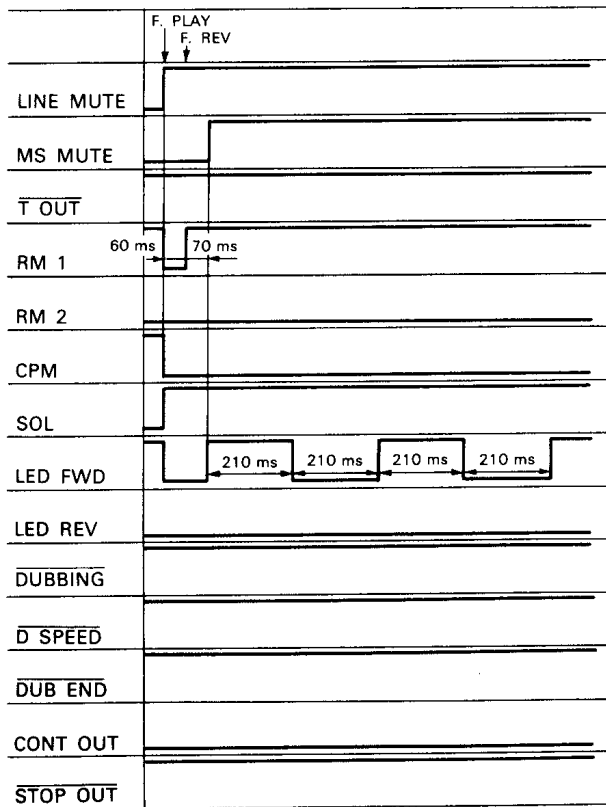 F. PLAY
F. REV
LINE MUTE
MS MUTE
T OUT
60 ms
70 ms
RM 1
RM 2
CPM
SOL
LED FWD
210 ms
210 ms
210 ms
210 ms
LED REV
DUBBING
D SPEED
DUB END
CONT OUT
STOP OUT